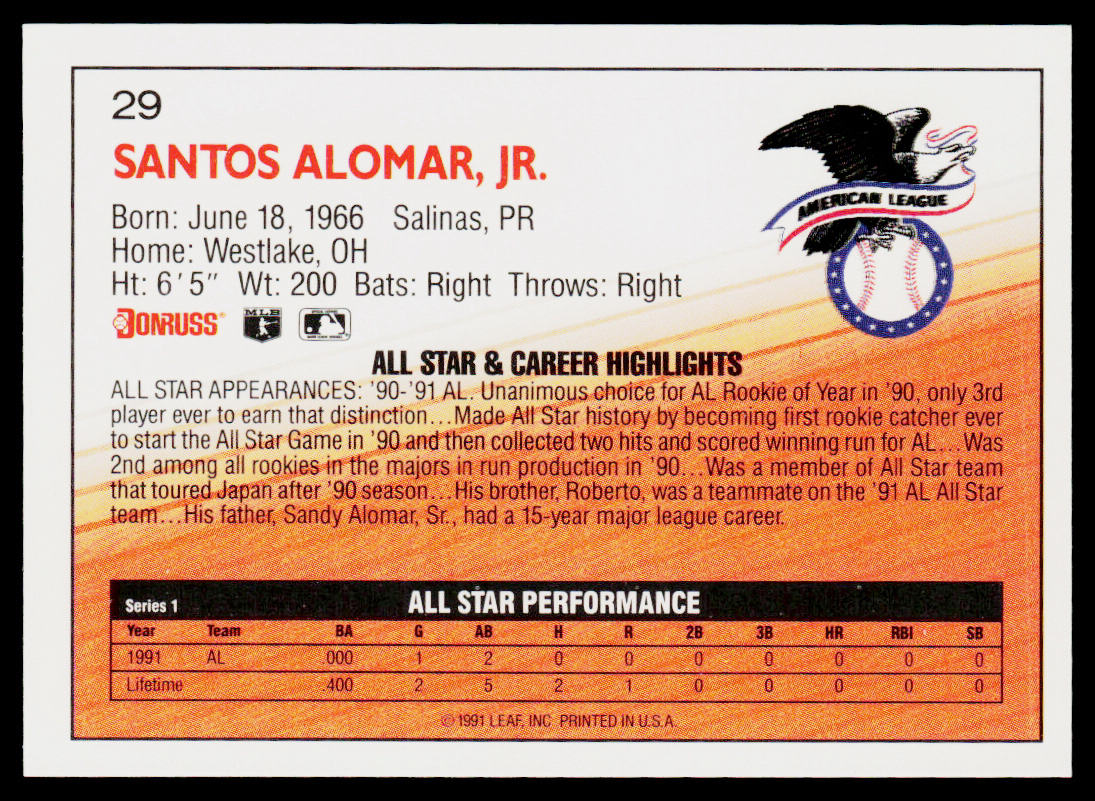 29
SANTOS ALOMAR, JR.
Born: June 18, 1966 Salinas, PR
Home: Westlake, OH
Ht: 6'5" Wt: 200 Bats: Right Throws: Right
AMERICAN LEAGUE
DONRUSS MLB
ALL STAR & CAREER HIGHLIGHTS
ALL STAR APPEARANCES: '90-'91 AL. Unanimous choice for AL Rookie of Year in '90, only 3rd
player ever to earn that distinction...Made All Star history by becoming first rookie catcher ever
to start the All Star Game in '90 and then collected two hits and scored winning run for AL...Was
2nd among all rookies in the majors in run production in '90...Was a member of All Star team
that toured Japan after '90 season...His brother, Roberto, was a teammate on the '91 AL All Star
team...His father, Sandy Alomar, Sr., had a 15-year major league career.
Series 1 ALL STAR PERFORMANCE
Year Team BA G AB H R 2B 3B HR RBI SB
1991 AL .000 1 2 0 0 0 0 0 0 0
Lifetime .400 2 5 2 1 0 0 0 0 0
© 1991 LEAF, INC. PRINTED IN U.S.A.